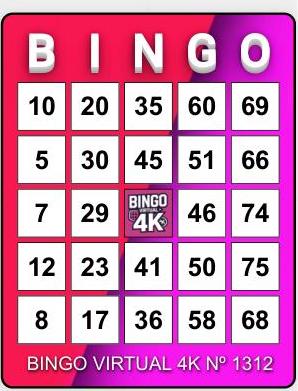 B I N G O
10 20 35 60 69
5 30 45 51 66
7 29 BINGO VIRTUAL 4K 46 74
12 23 41 50 75
8 17 36 58 68
BINGO VIRTUAL 4K Nº 1312